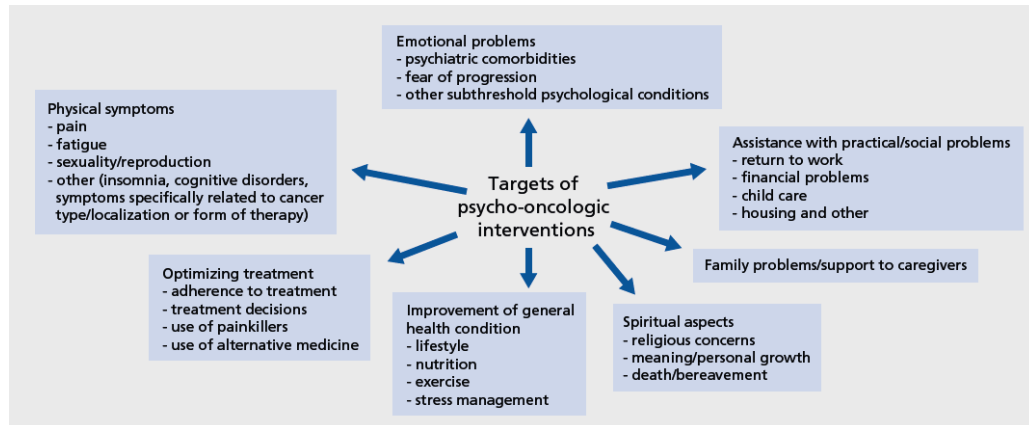 Emotional problems
- psychiatric comorbidities
- fear of progression
- other subthreshold psychological conditions
Physical symptoms
- pain
- fatigue
- sexuality/reproduction
- other (insomnia, cognitive disorders,
symptoms specifically related to cancer
type/localization or form of therapy)
Assistance with practical/social problems
- return to work
- financial problems
- child care
- housing and other
Targets of
psycho-oncologic
interventions
Family problems/support to caregivers
Optimizing treatment
- adherence to treatment
- treatment decisions
- use of painkillers
- use of alternative medicine
Improvement of general
health condition
- lifestyle
- nutrition
- exercise
- stress management
Spiritual aspects
- religious concerns
- meaning/personal growth
- death/bereavement